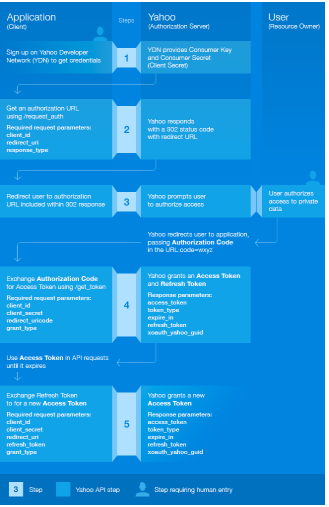 Application
(Client)
Steps
Yahoo
(Authorization Server)
User
(Resource Owner)
Sign up on Yahoo Developer
Network (YDN) to get credentials
1
YDN provides Consumer Key
and Consumer Secret
(Client Secret)
Get an authorization URL
using /request_auth
Required request parameters:
client_id
redirect_uri
response_type
2
Yahoo responds
with a 302 status code
with redirect URL
Redirect user to authorization
URL included within 302 response
3
Yahoo prompts user
to authorize access
User authorizes
access to private
data
Yahoo redirects user to application,
passing Authorization Code
in the URL code=wxyz
Exchange Authorization Code
for Access Token using /get_token
Required request parameters:
client_id
client_secret
redirect_uricode
grant_type
4
Yahoo grants an Access Token
and Refresh Token
Response parameters:
access_token
token_type
expire_in
refresh_token
xoauth_yahoo_guid
Use Access Token in API requests
until it expires
Exchange Refresh Token
to for a new Access Token
Required request parameters:
client_id
client_secret
redirect_uri
refresh_token
grant_type
5
Yahoo grants a new
Access Token
Response parameters:
access_token
token_type
expire_in
refresh_token
xoauth_yahoo_guid
3
Step
Yahoo API step
Step requiring human entry